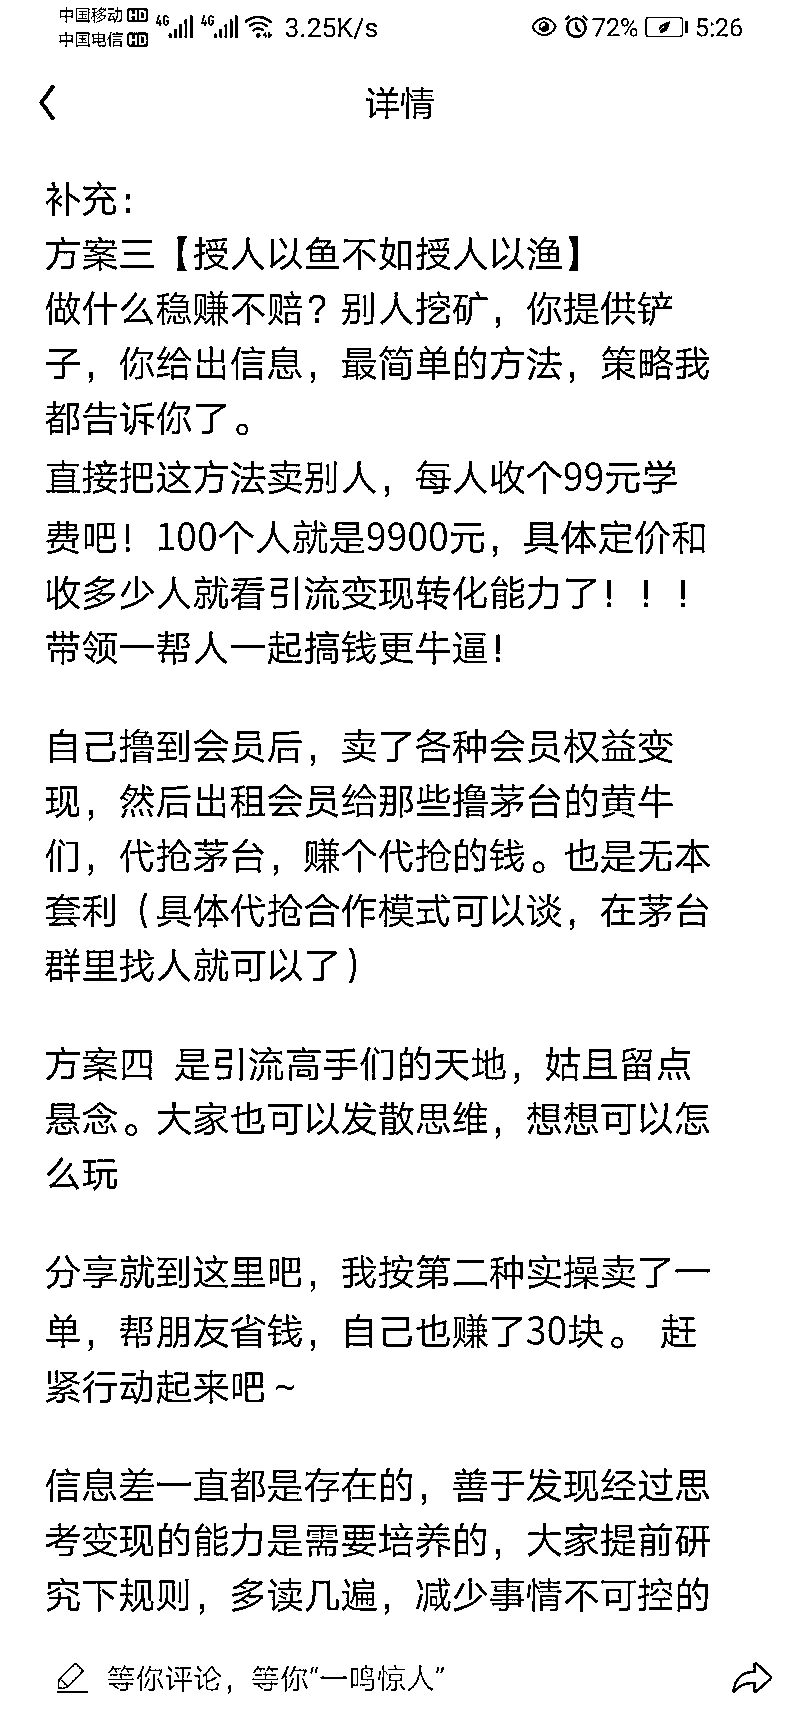 中国移动 HD 4G 4G 3.25K/s 72% 5:26
中国电信 HD
详情
补充：
方案三【授人以鱼不如授人以渔】
做什么稳赚不赔？别人挖矿，你提供铲
子，你给出信息，最简单的方法，策略我
都告诉你了。
直接把这方法卖别人，每人收个99元学
费吧！100个人就是9900元，具体定价和
收多少人就看引流变现转化能力了！！！
带领一帮人一起搞钱更牛逼！
自己撸到会员后，卖了各种会员权益变
现，然后出租会员给那些撸茅台的黄牛
们，代抢茅台，赚个代抢的钱。也是无本
套利（具体代抢合作模式可以谈，在茅台
群里找人就可以了）
方案四 是引流高手们的天地，姑且留点
悬念。大家也可以发散思维，想想可以怎
么玩
分享就到这里吧，我按第二种实操卖了一
单，帮朋友省钱，自己也赚了30块。 赶
紧行动起来吧~
信息差一直都是存在的，善于发现经过思
考变现的能力是需要培养的，大家提前研
究下规则，多读几遍，减少事情不可控的
等你评论，等你“一鸣惊人”